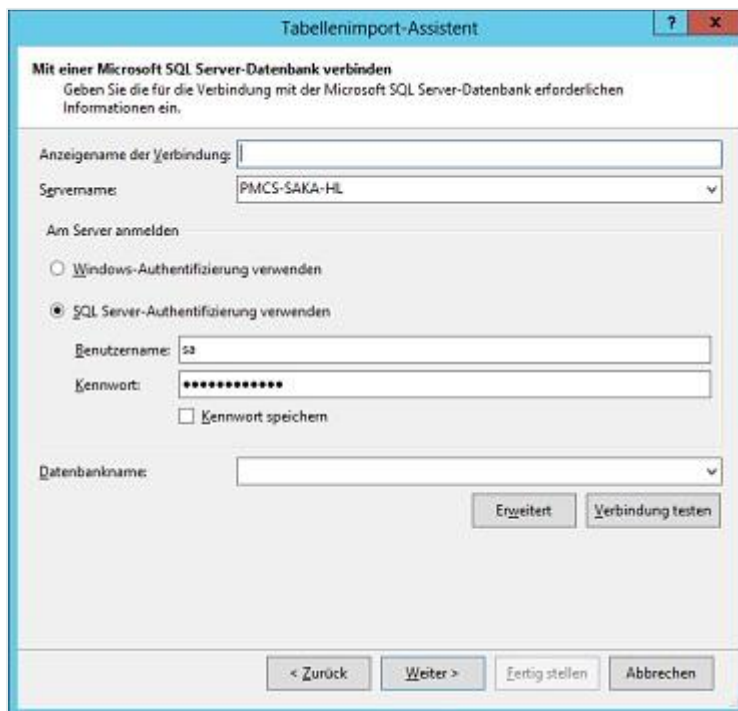 Tabellenimport-Assistent
? x
Mit einer Microsoft SQL Server-Datenbank verbinden
Geben Sie die für die Verbindung mit der Microsoft SQL Server-Datenbank erforderlichen
Informationen ein.
Anzeigename der Verbindung:
Servername: PMCS-SAKA-HL
Am Server anmelden
Windows-Authentifizierung verwenden
SQL Server-Authentifizierung verwenden
Benutzername: sa
Kennwort: ●●●●●●●●●●●●
Kennwort speichern
Datenbankname:
Erweitert Verbindung testen
< Zurück Weiter > Fertig stellen Abbrechen